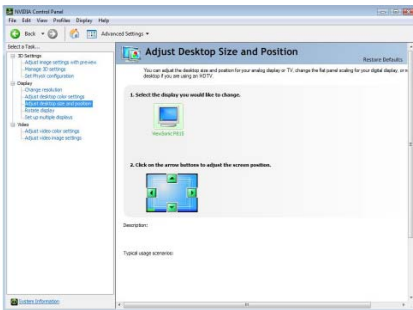 NVIDIA Control Panel
File Edit View Profiles Display Help
Back
Advanced Settings
Select a Task...
3D Settings
Adjust image settings with preview
Manage 3D settings
Set PhysX configuration
Display
Change resolution
Adjust desktop color settings
Adjust desktop size and position
Rotate display
Set up multiple displays
Video
Adjust video color settings
Adjust video image settings
System Information
Adjust Desktop Size and Position
Restore Defaults
You can adjust the desktop size and position for your analog display or TV, change the flat panel scaling for your digital display, or
desktop if you are using an HDTV.
1. Select the display you would like to change.
ViewSonic
2. Click on the arrow buttons to adjust the screen position.
Description:
Typical usage scenarios: